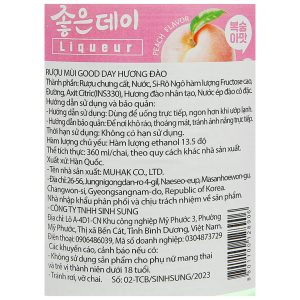 좋은데이
Liqueur
PEACH FLAVOR
복숭아맛
RƯỢU MÙI GOOD DAY HƯƠNG ĐÀO
Thành phần: Rượu chưng cất, Nước, Si-Rô Ngô hàm lượng Fructose cao,
Đường, Axit Citric(INS330), Hương đào nhân tạo, Nước ép đào cô đặc.
Hướng dẫn sử dụng và bảo quản:
- Hướng dẫn sử dụng: Dùng để uống trực tiếp, ngon hơn khi ướp lạnh.
- Hướng dẫn bảo quản: Để nơi khô ráo, thoáng mát, tránh ánh nắng trực tiếp.
Thời hạn sử dụng: Không có hạn sử dụng.
Hàm lượng chủ yếu: Hàm lượng ethanol 13.5 độ
Thể tích thực: 360 ml/chai, theo quy cách khác nhà sản xuất.
Xuất xứ: Hàn Quốc.
- Tên nhà sản xuất: MUHAK CO., LTD.
- Địa chỉ: 26-56, Jungnigongdan-ro 4-gil, Naeseo-eup, Masanhoewon-gu,
Changwon-si, Gyeongsangnam-do, Republic of Korea.
Nhà nhập khẩu phân phối và chịu trách nhiệm về hàng hóa:
- CÔNG TY TNHH SINH SUNG
Địa chỉ: Lô A-4D1-CN Khu công nghiệp Mỹ Phước 3, Phường
Mỹ Phước, Thị xã Bến Cát, Tỉnh Bình Dương, Việt Nam.
Điện thoại: 0906486039, Mã số doanh nghiệp: 0304873729
Các khuyến cáo, cảnh báo nếu có:
- Không dùng sản phẩm cho phụ nữ mang thai
và trẻ vị thành niên dưới 18 tuổi.
- Tránh rơi, vỡ chai.
Số: 02-TCB/SINHSUNG/2023